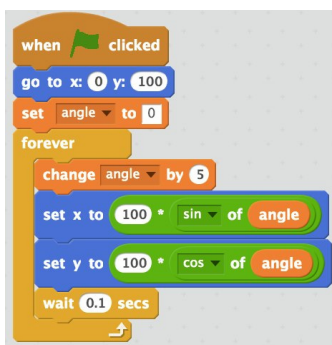 when clicked
go to x: 0 y: 100
set angle to 0
forever
change angle by 5
set x to 100 * sin of angle
set y to 100 * cos of angle
wait 0.1 secs